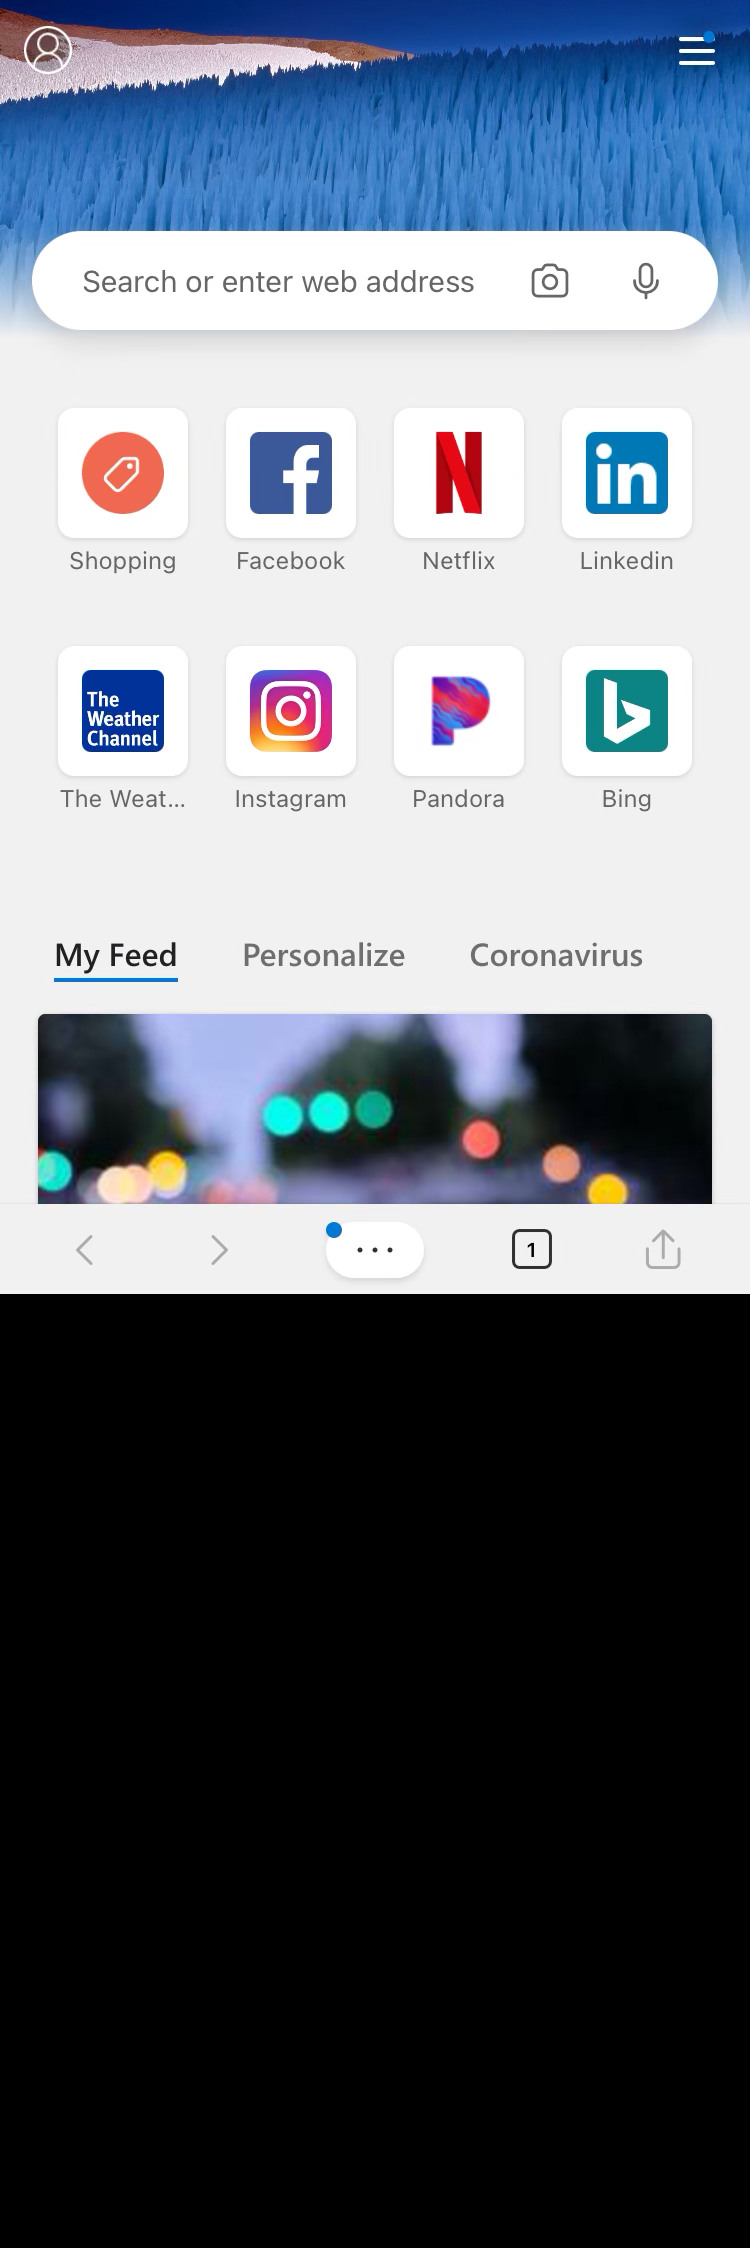 Search or enter web address
Shopping
Facebook
Netflix
Linkedin
The
Weather
Channel
The Weat...
Instagram
Pandora
Bing
My Feed
Personalize
Coronavirus
1